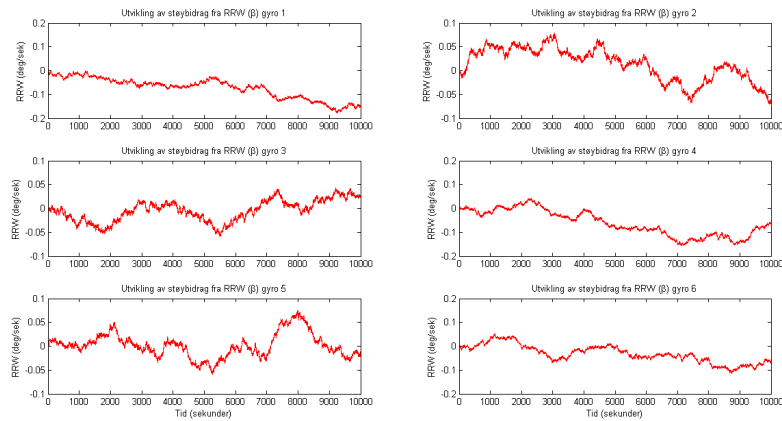 Utvikling av støybidrag fra RRW (β) gyro 1
RRW (deg/sek)
0.2
0.1
0
-0.1
-0.2
0 1000 2000 3000 4000 5000 6000 7000 8000 9000 10000
Utvikling av støybidrag fra RRW (β) gyro 2
RRW (deg/sek)
0.1
0.05
0
-0.05
-0.1
0 1000 2000 3000 4000 5000 6000 7000 8000 9000 10000
Utvikling av støybidrag fra RRW (β) gyro 3
RRW (deg/sek)
0.1
0.05
0
-0.05
-0.1
0 1000 2000 3000 4000 5000 6000 7000 8000 9000 10000
Utvikling av støybidrag fra RRW (β) gyro 4
RRW (deg/sek)
0.1
0
-0.1
-0.2
0 1000 2000 3000 4000 5000 6000 7000 8000 9000 10000
Utvikling av støybidrag fra RRW (β) gyro 5
RRW (deg/sek)
0.1
0.05
0
-0.05
-0.1
0 1000 2000 3000 4000 5000 6000 7000 8000 9000 10000
Tid (sekunder)
Utvikling av støybidrag fra RRW (β) gyro 6
RRW (deg/sek)
0.2
0.1
0
-0.1
-0.2
0 1000 2000 3000 4000 5000 6000 7000 8000 9000 10000
Tid (sekunder)